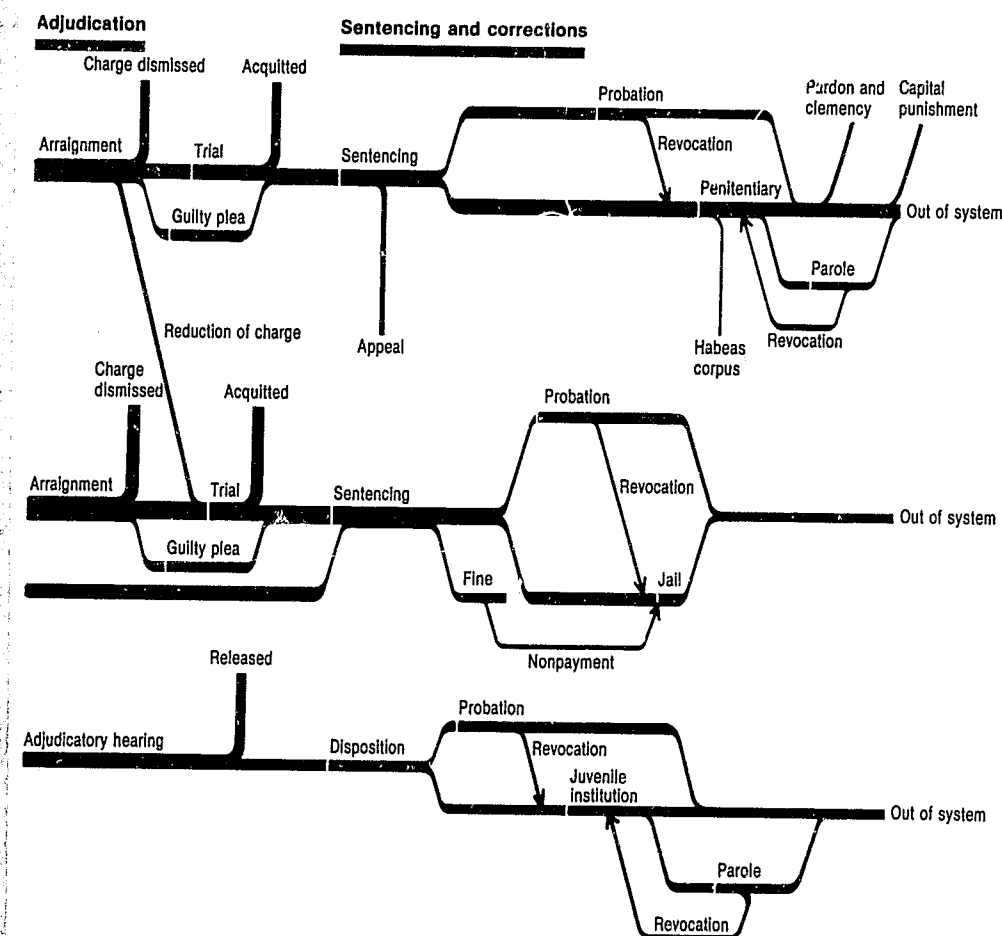 Adjudication
Sentencing and corrections
Charge dismissed
Acquitted
Probation
Pardon and
clemency
Capital
punishment
Arraignment
Trial
Sentencing
Revocation
Guilty plea
Penitentiary
Out of system
Parole
Reduction of charge
Appeal
Habeas
corpus
Revocation
Charge
dismissed
Acquitted
Probation
Arraignment
Trial
Sentencing
Revocation
Out of system
Guilty plea
Fine
Jail
Nonpayment
Released
Probation
Adjudicatory hearing
Disposition
Revocation
Juvenile
institution
Out of system
Parole
Revocation